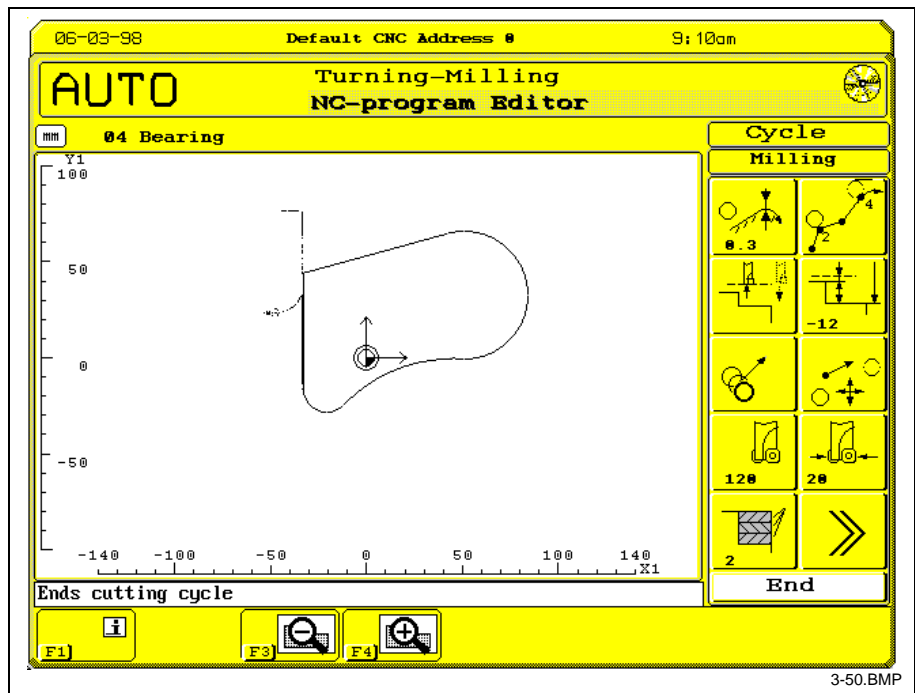 06-03-98 Default CNC Address 0 9:10am
AUTO
Turning-Milling
NC-program Editor
mm 04 Bearing
Cycle
Milling
Y1
100
50
0
-50
-140 -100 -50 0 50 100 140
X1
0.3
2 4
-12
120
20
2
End
Ends cutting cycle
F1) i
F3)
F4)
3-50.BMP